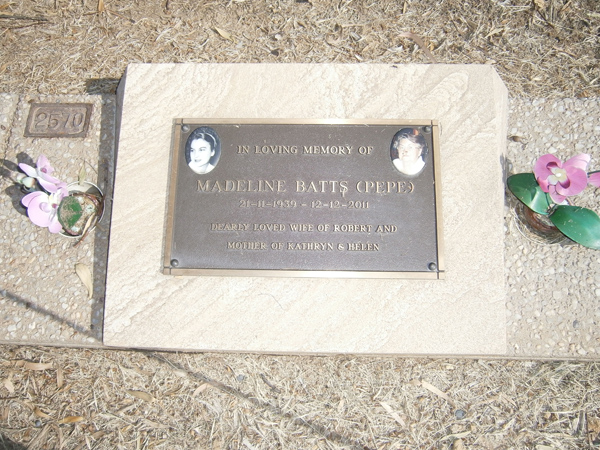 2570
IN LOVING MEMORY OF
MADELINE BATTS (PEPE)
21-11-1939 - 12-12-2011
DEARLY LOVED WIFE OF ROBERT AND
MOTHER OF KATHRYN & HELEN